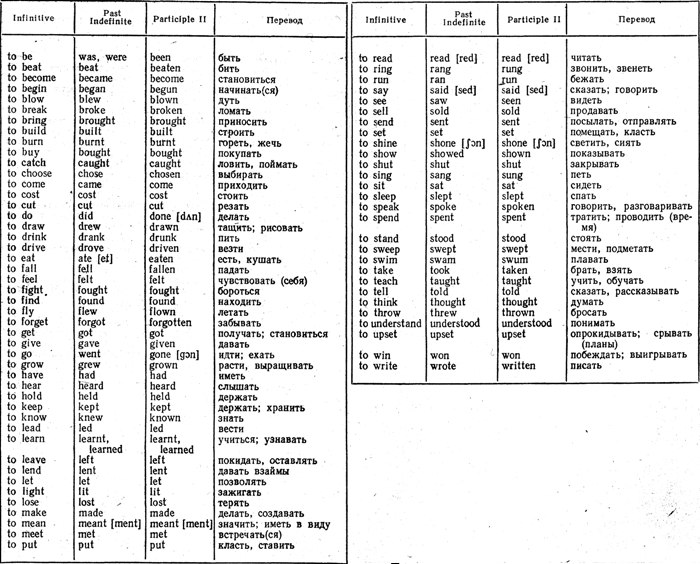 Infinitive Past Indefinite Participle II Перевод
to be was, were been быть
to beat beat beaten бить
to become became become становиться
to begin began begun начинать(ся)
to blow blew blown дуть
to break broke broken ломать
to bring brought brought приносить
to build built built строить
to burn burnt burnt гореть, жечь
to buy bought bought покупать
to catch caught caught ловить, поймать
to choose chose chosen выбирать
to come came come приходить
to cost cost cost стоить
to cut cut cut резать
to do did done [dʌn] делать
to draw drew drawn тащить; рисовать
to drink drank drunk пить
to drive drove driven везти
to eat ate [et] eaten есть, кушать
to fall fell fallen падать
to feel felt felt чувствовать (себя)
to fight fought fought бороться
to find found found находить
to fly flew flown летать
to forget forgot forgotten забывать
to get got got получать; становиться
to give gave given давать
to go went gone [gɔn] идти; ехать
to grow grew grown расти, выращивать
to have had had иметь
to hear heard heard слышать
to hold held held держать
to keep kept kept держать; хранить
to know knew known знать
to lead led led вести
to learn learnt, learnt, учиться; узнавать
learned learned
to leave left left покидать, оставлять
to lend lent lent давать взаймы
to let let let позволять
to light lit lit зажигать
to lose lost lost терять
to make made made делать, создавать
to mean meant [ment] meant [ment] значить; иметь в виду
to meet met met встречать(ся)
to put put put класть, ставить
Infinitive Past Indefinite Participle II Перевод
to read read [red] read [red] читать
to ring rang rung звонить, звенеть
to run ran run бежать
to say said [sed] said [sed] сказать; говорить
to see saw seen видеть
to sell sold sold продавать
to send sent sent посылать, отправлять
to set set set помещать, класть
to shine shone [ʃɔn] shone [ʃɔn] светить, сиять
to show showed shown показывать
to shut shut shut закрывать
to sing sang sung петь
to sit sat sat сидеть
to sleep slept slept спать
to speak spoke spoken говорить, разговаривать
to spend spent spent тратить; проводить (вре-
мя)
to stand stood stood стоять
to sweep swept swept мести, подметать
to swim swam swum плавать
to take took taken брать, взять
to teach taught taught учить, обучать
to tell told told сказать, рассказывать
to think thought thought думать
to throw threw thrown бросать
to understand understood understood понимать
to upset upset upset опрокидывать; срывать
(планы)
to win won won побеждать; выигрывать
to write wrote written писать